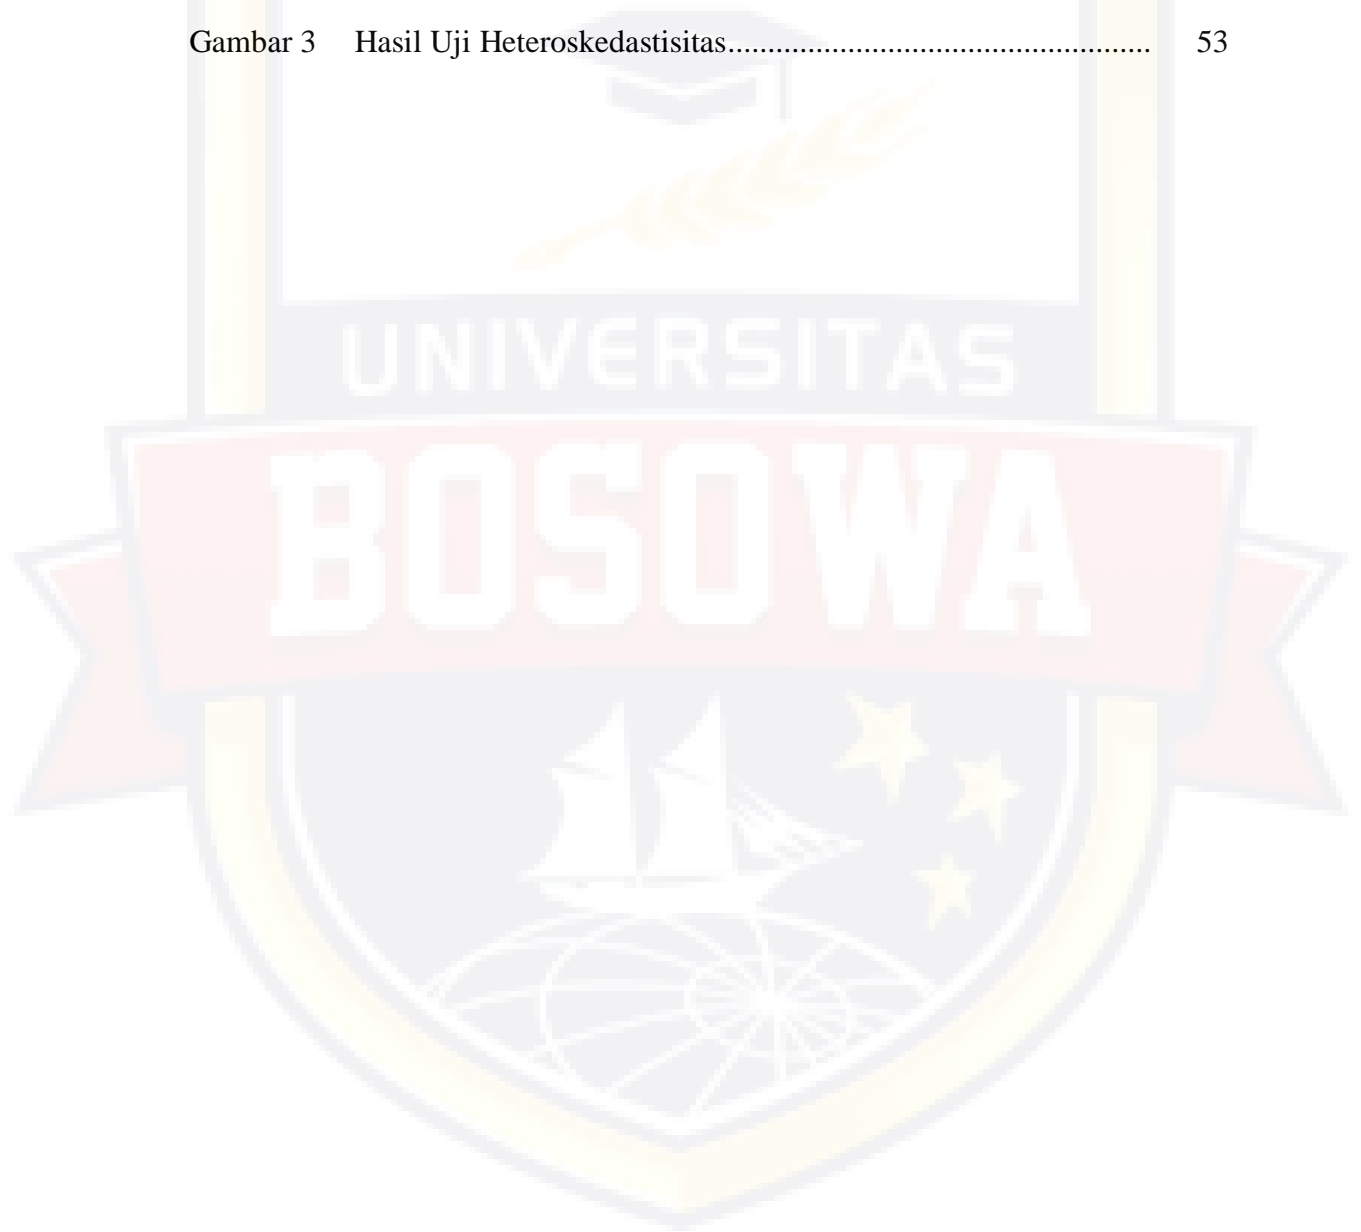 Gambar 3 Hasil Uji Heteroskedastisitas..................................................... 53
UNIVERSITAS
BOSOWA